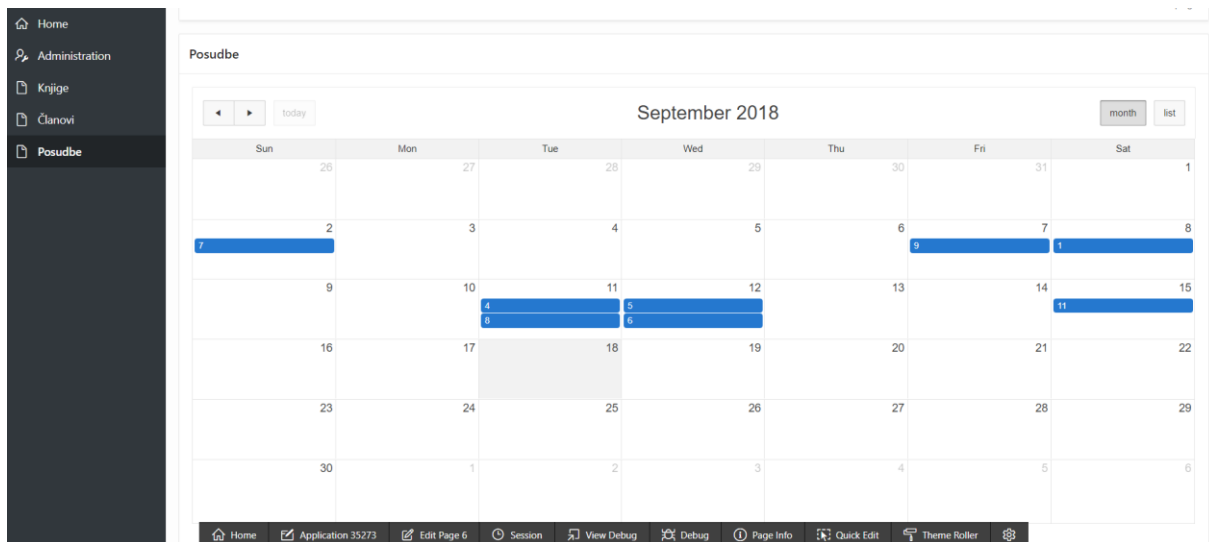 Home
Administration
Knjige
Članovi
Posudbe
Posudbe
today
September 2018
month list
Sun Mon Tue Wed Thu Fri Sat
26 27 28 29 30 31 1
2 3 4 5 6 7 8
7 9 1
9 10 11 12 13 14 15
4 5 11
8 6
16 17 18 19 20 21 22
23 24 25 26 27 28 29
30 1 2 3 4 5 6
Home Application 35273 Edit Page 6 Session View Debug Debug Page Info Quick Edit Theme Roller